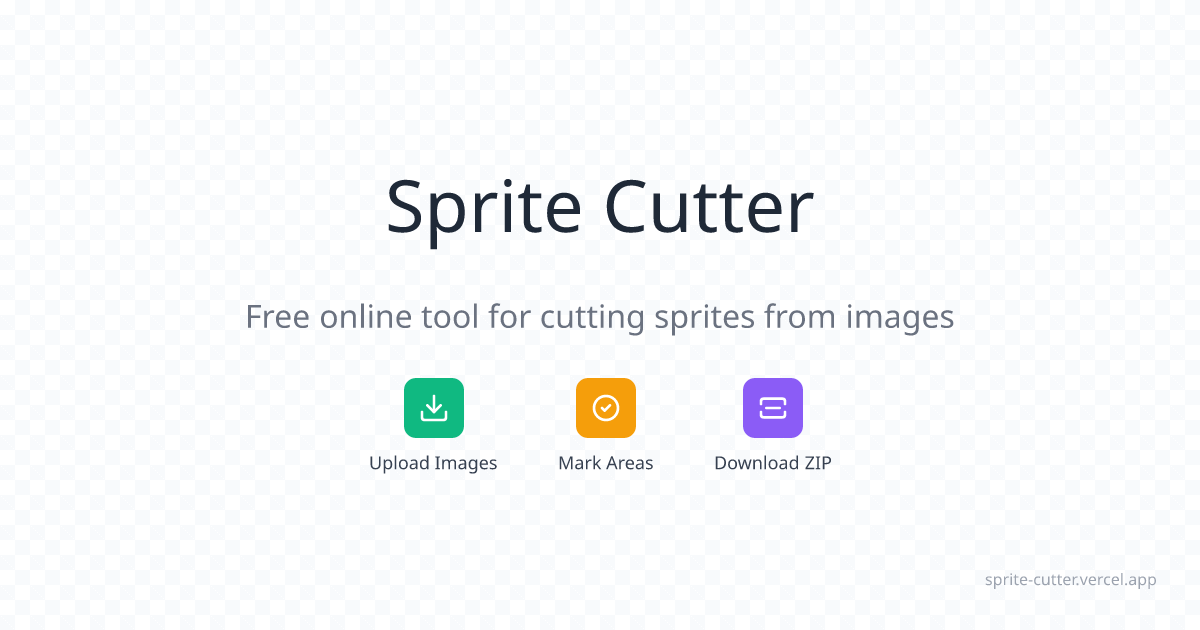 Sprite Cutter
Free online tool for cutting sprites from images
Upload Images
Mark Areas
Download ZIP
sprite-cutter.vercel.app